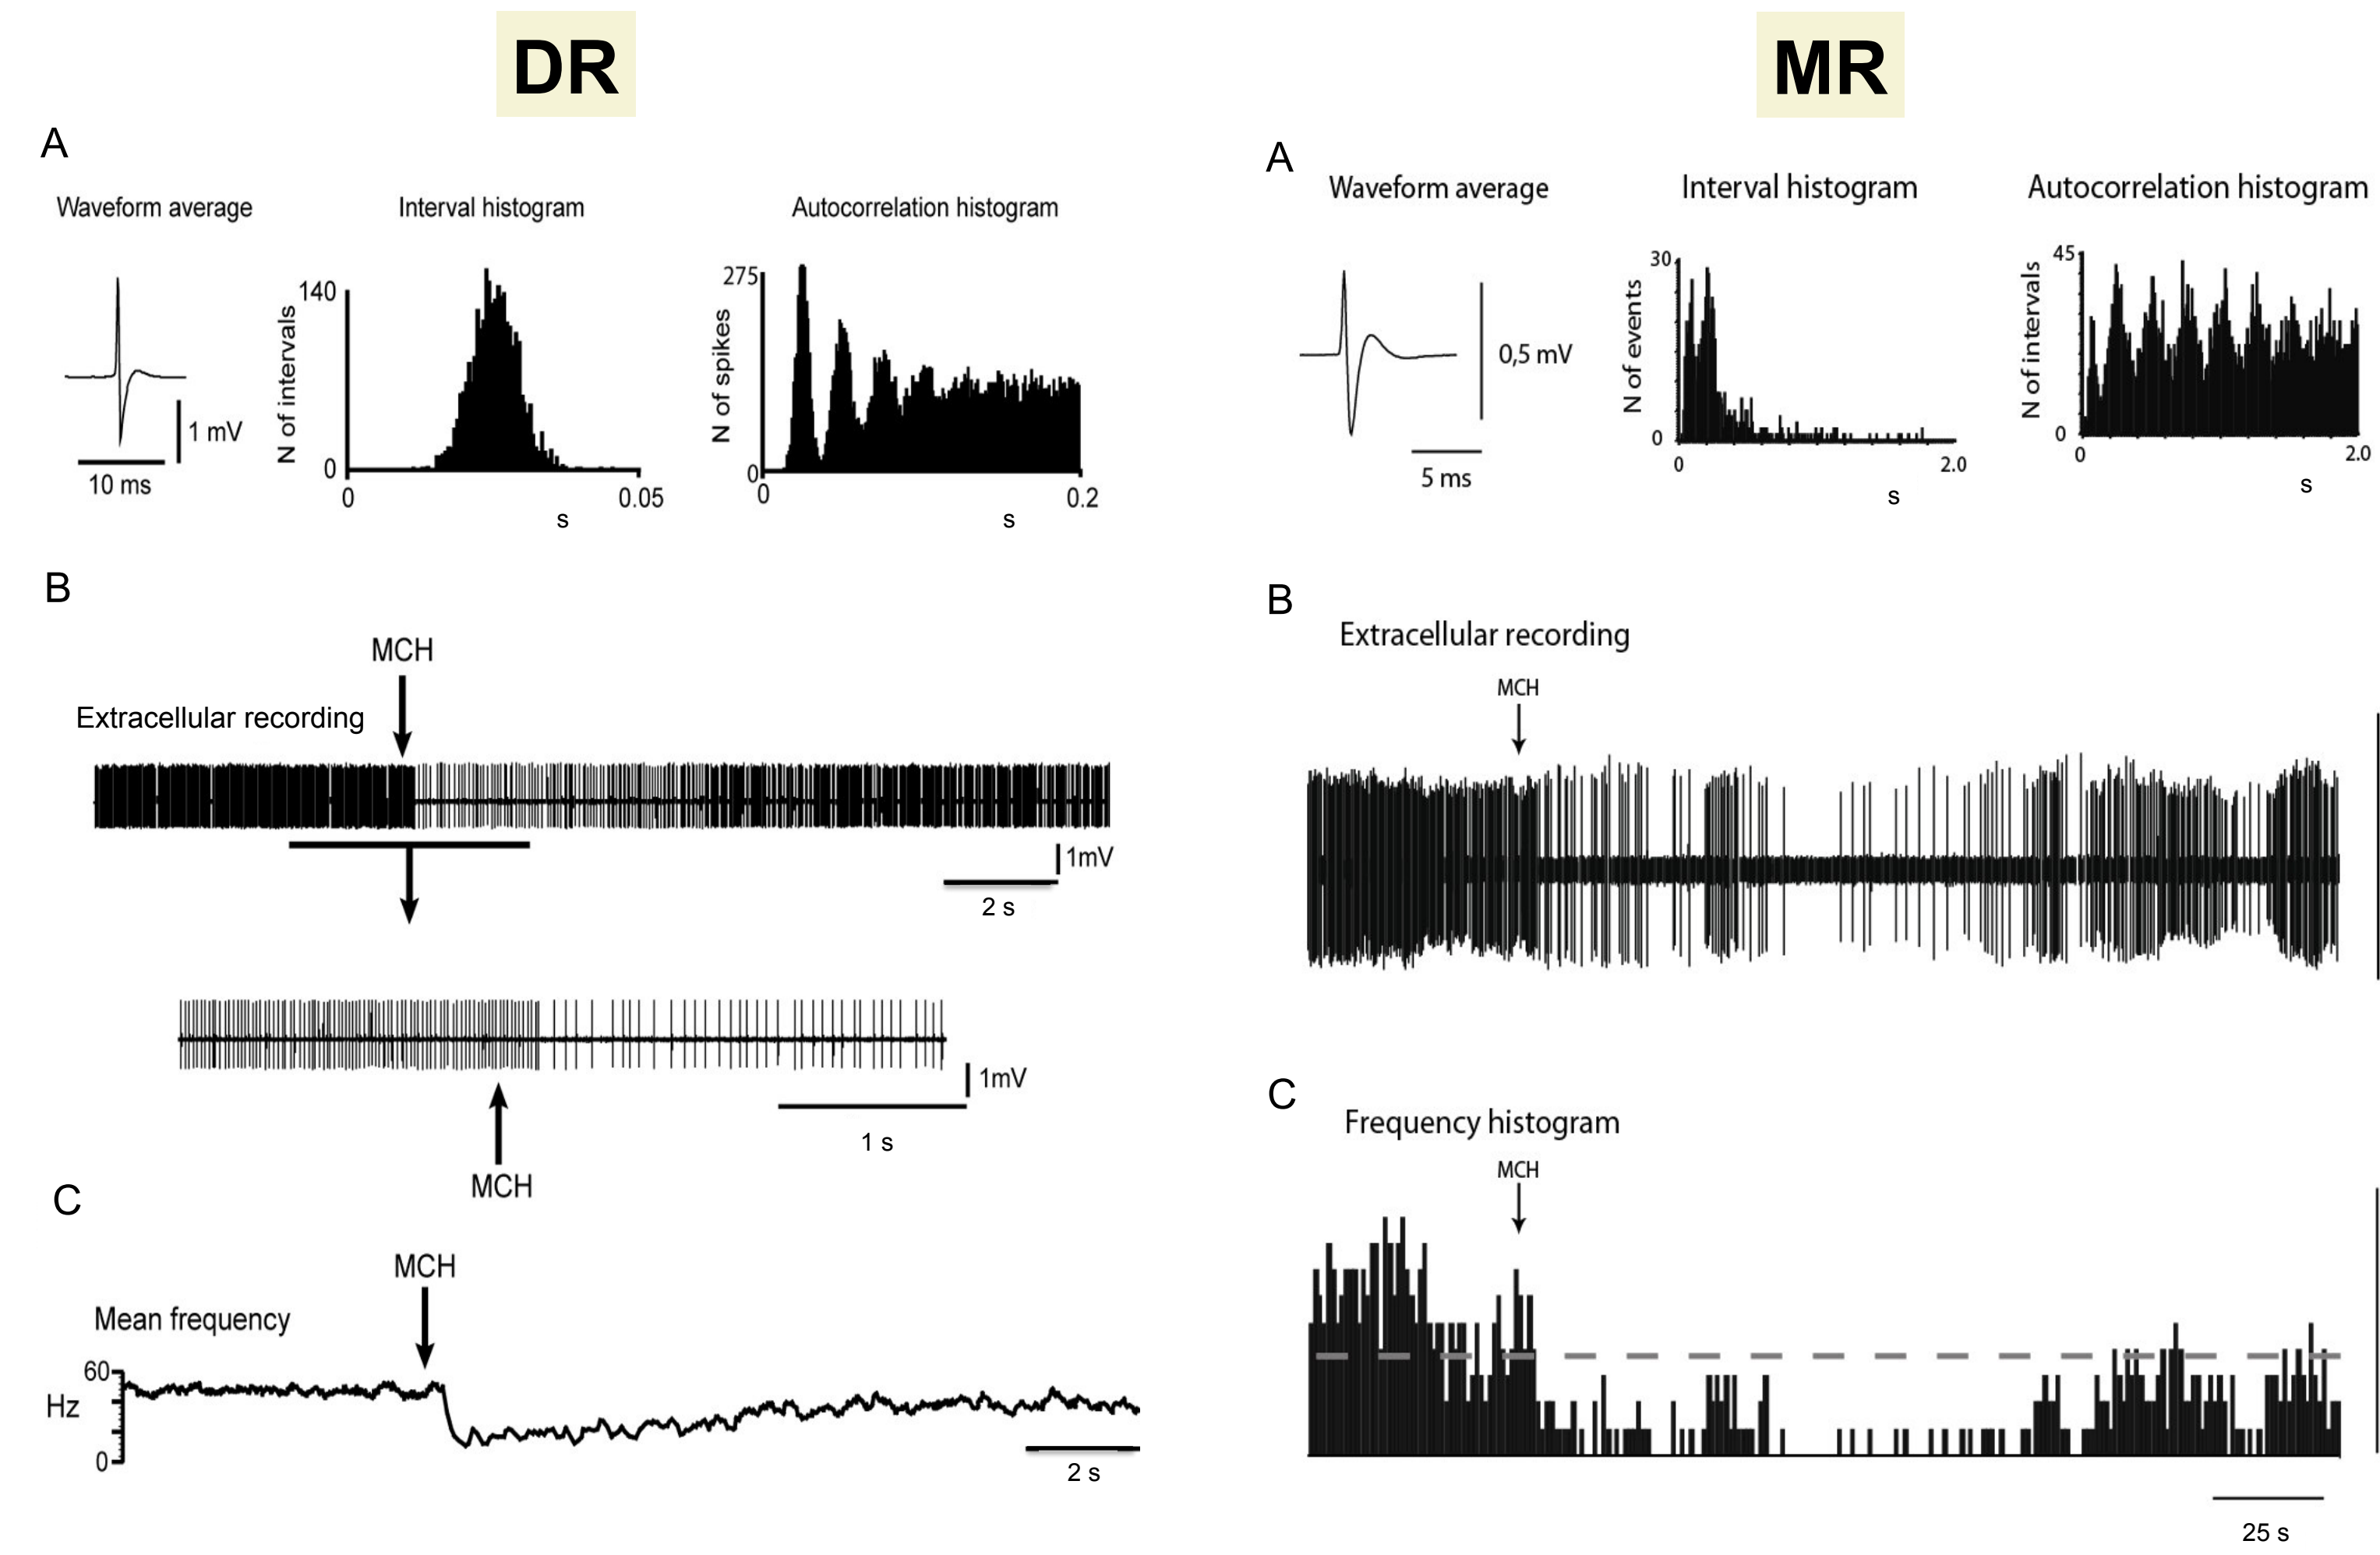 DR
A
Waveform average
Interval histogram
Autocorrelation histogram
1 mV
10 ms
N of intervals
140
0
0
0.05
s
N of spikes
275
0
0
0.2
s
B
MCH
Extracellular recording
1mV
2 s
1mV
1 s
MCH
C
MCH
Mean frequency
60
Hz
0
2 s
MR
A
Waveform average
Interval histogram
Autocorrelation histogram
0,5 mV
5 ms
N of events
30
0
0
2.0
s
N of intervals
45
0
0
2.0
s
B
Extracellular recording
MCH
C
Frequency histogram
MCH
25 s